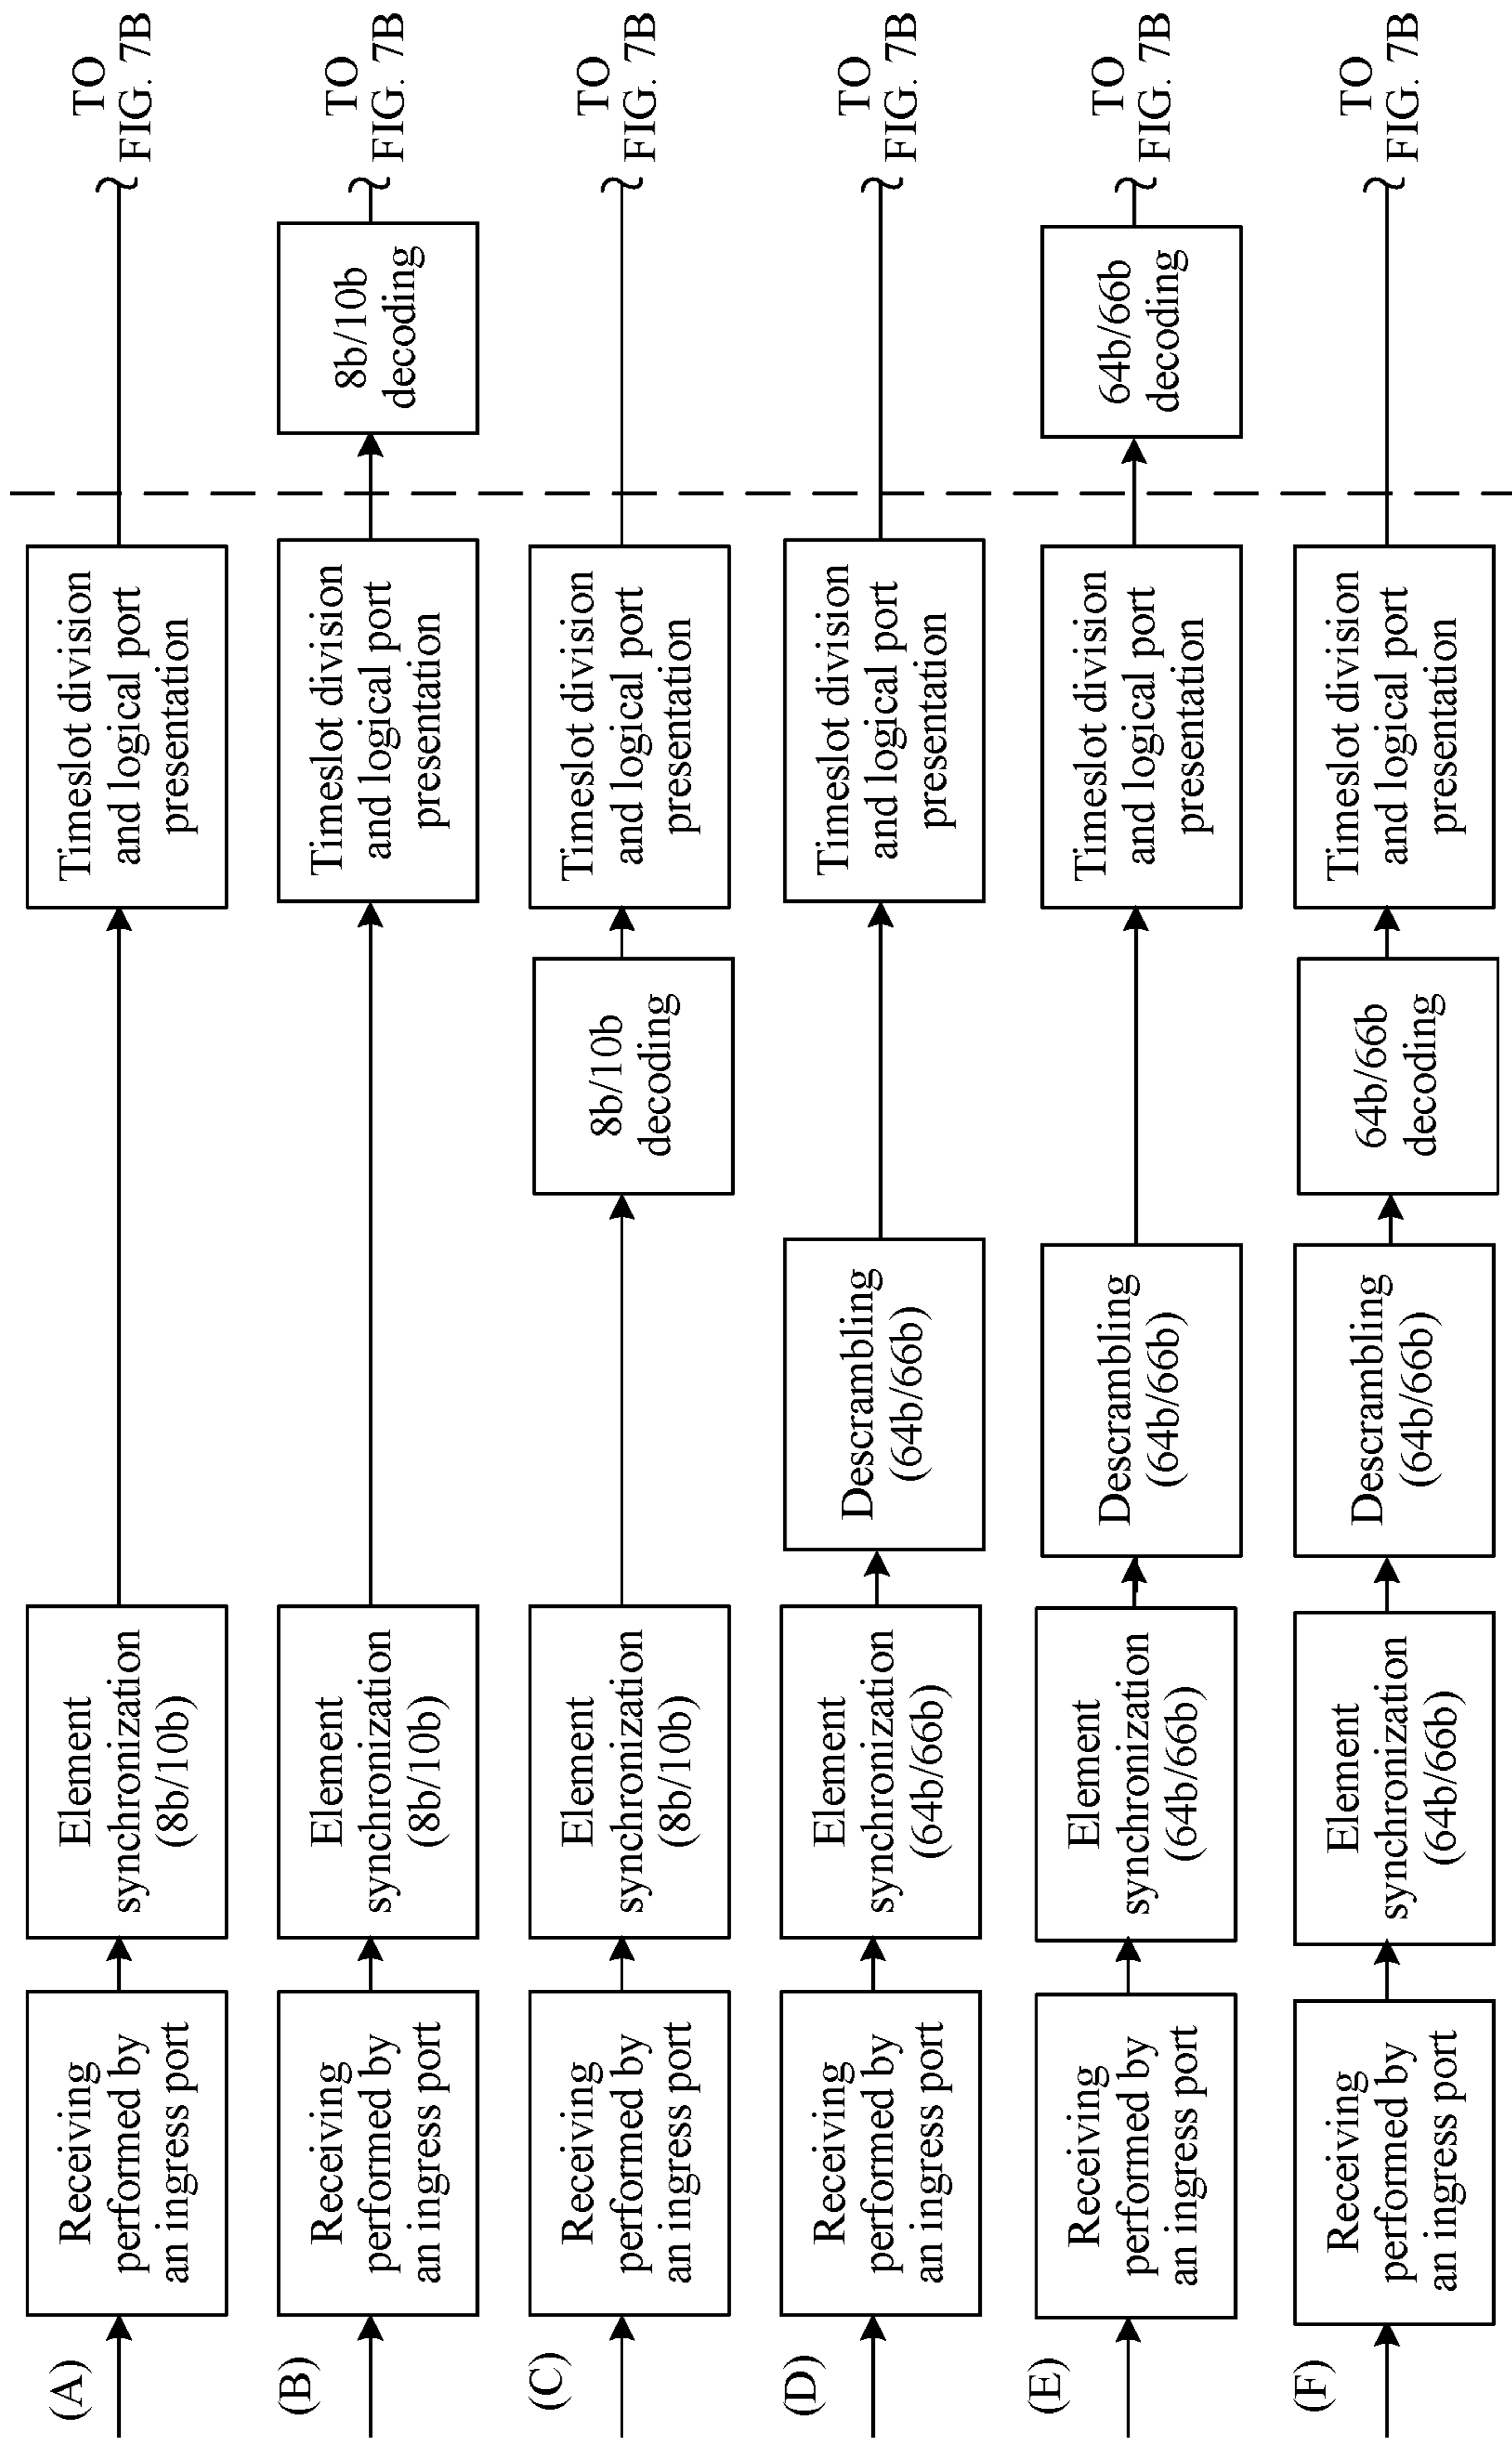 (A)
Receiving
performed by
an ingress port
Element
synchronization
(8b/10b)
Timeslot division
and logical port
presentation
TO
FIG. 7B
(B)
Receiving
performed by
an ingress port
Element
synchronization
(8b/10b)
Timeslot division
and logical port
presentation
8b/10b
decoding
TO
FIG. 7B
(C)
Receiving
performed by
an ingress port
Element
synchronization
(8b/10b)
8b/10b
decoding
Timeslot division
and logical port
presentation
TO
FIG. 7B
(D)
Receiving
performed by
an ingress port
Element
synchronization
(64b/66b)
Descrambling
(64b/66b)
Timeslot division
and logical port
presentation
TO
FIG. 7B
(E)
Receiving
performed by
an ingress port
Element
synchronization
(64b/66b)
Descrambling
(64b/66b)
Timeslot division
and logical port
presentation
64b/66b
decoding
TO
FIG. 7B
(F)
Receiving
performed by
an ingress port
Element
synchronization
(64b/66b)
Descrambling
(64b/66b)
64b/66b
decoding
Timeslot division
and logical port
presentation
TO
FIG. 7B